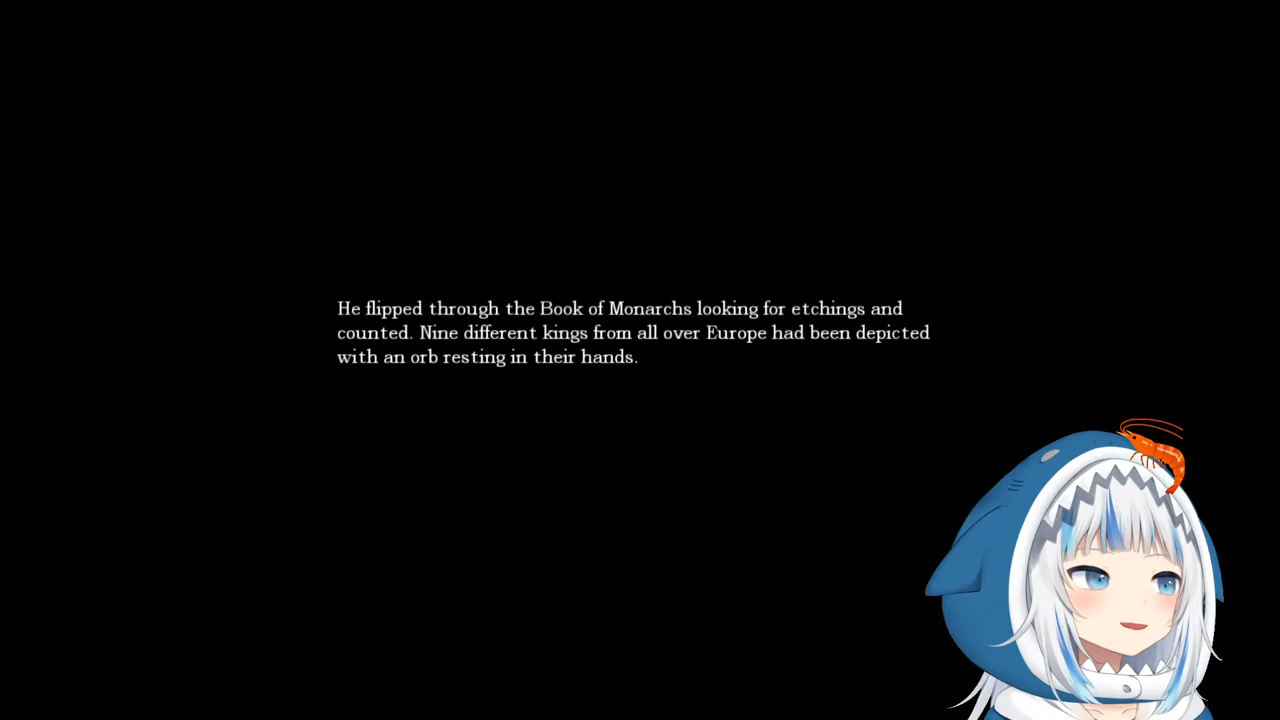 He flipped through the Book of Monarchs looking for etchings and
counted. Nine different kings from all over Europe had been depicted
with an orb resting in their hands.